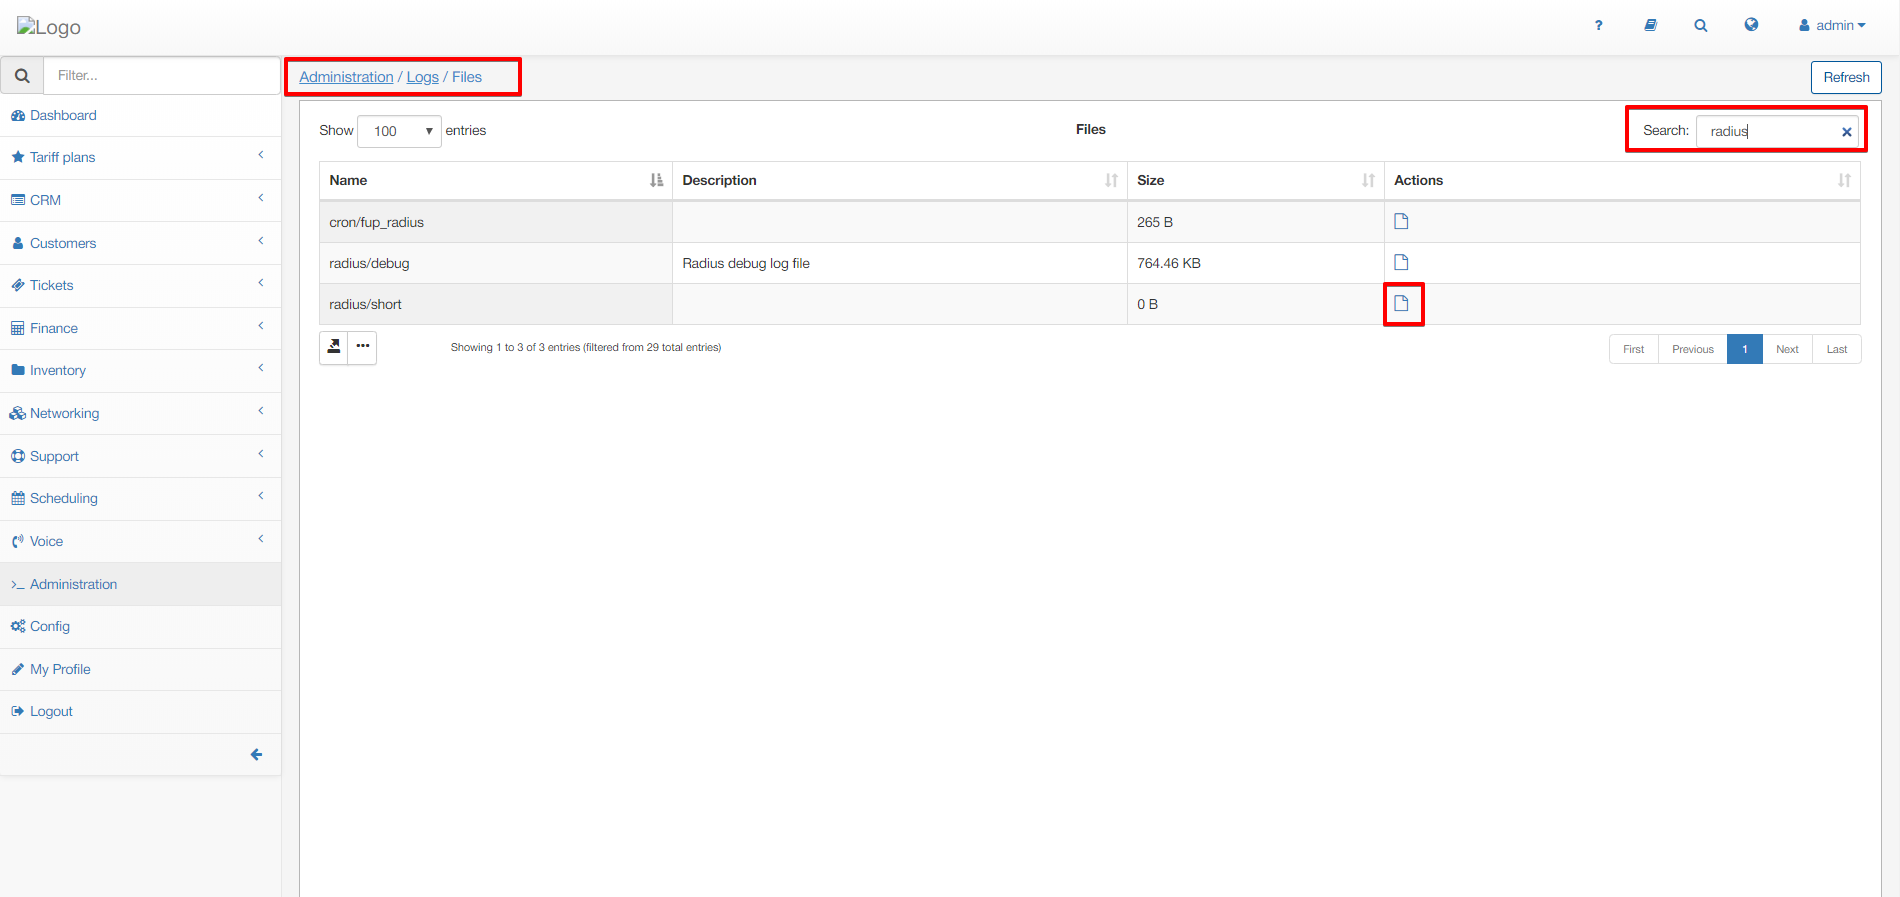 Logo
? admin
Filter...
Administration / Logs / Files
Refresh
Dashboard
Tariff plans
CRM
Customers
Tickets
Finance
Inventory
Networking
Support
Scheduling
Voice
Administration
Config
My Profile
Logout
Show 100 entries
Files
Search: radius
Name Description Size Actions
cron/fup_radius 265 B
radius/debug Radius debug log file 764.46 KB
radius/short 0 B
Showing 1 to 3 of 3 entries (filtered from 29 total entries)
First Previous 1 Next Last